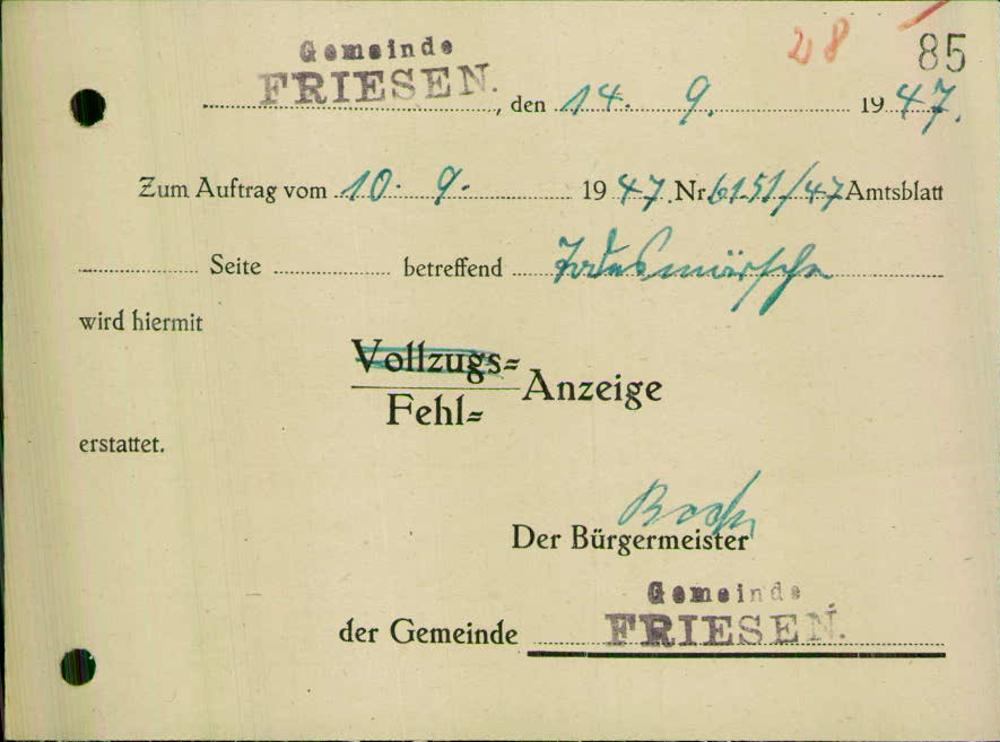 28 85
Gemeinde
FRIESEN.
, den 14. 9. 1947.
Zum Auftrag vom 10. 9. 1947. Nr. 6151/47 Amtsblatt
Seite betreffend Todesmärsche
wird hiermit
Vollzugs=
Fehl= Anzeige
erstattet.
Der Bürgermeister
Gemeinde
der Gemeinde FRIESEN.